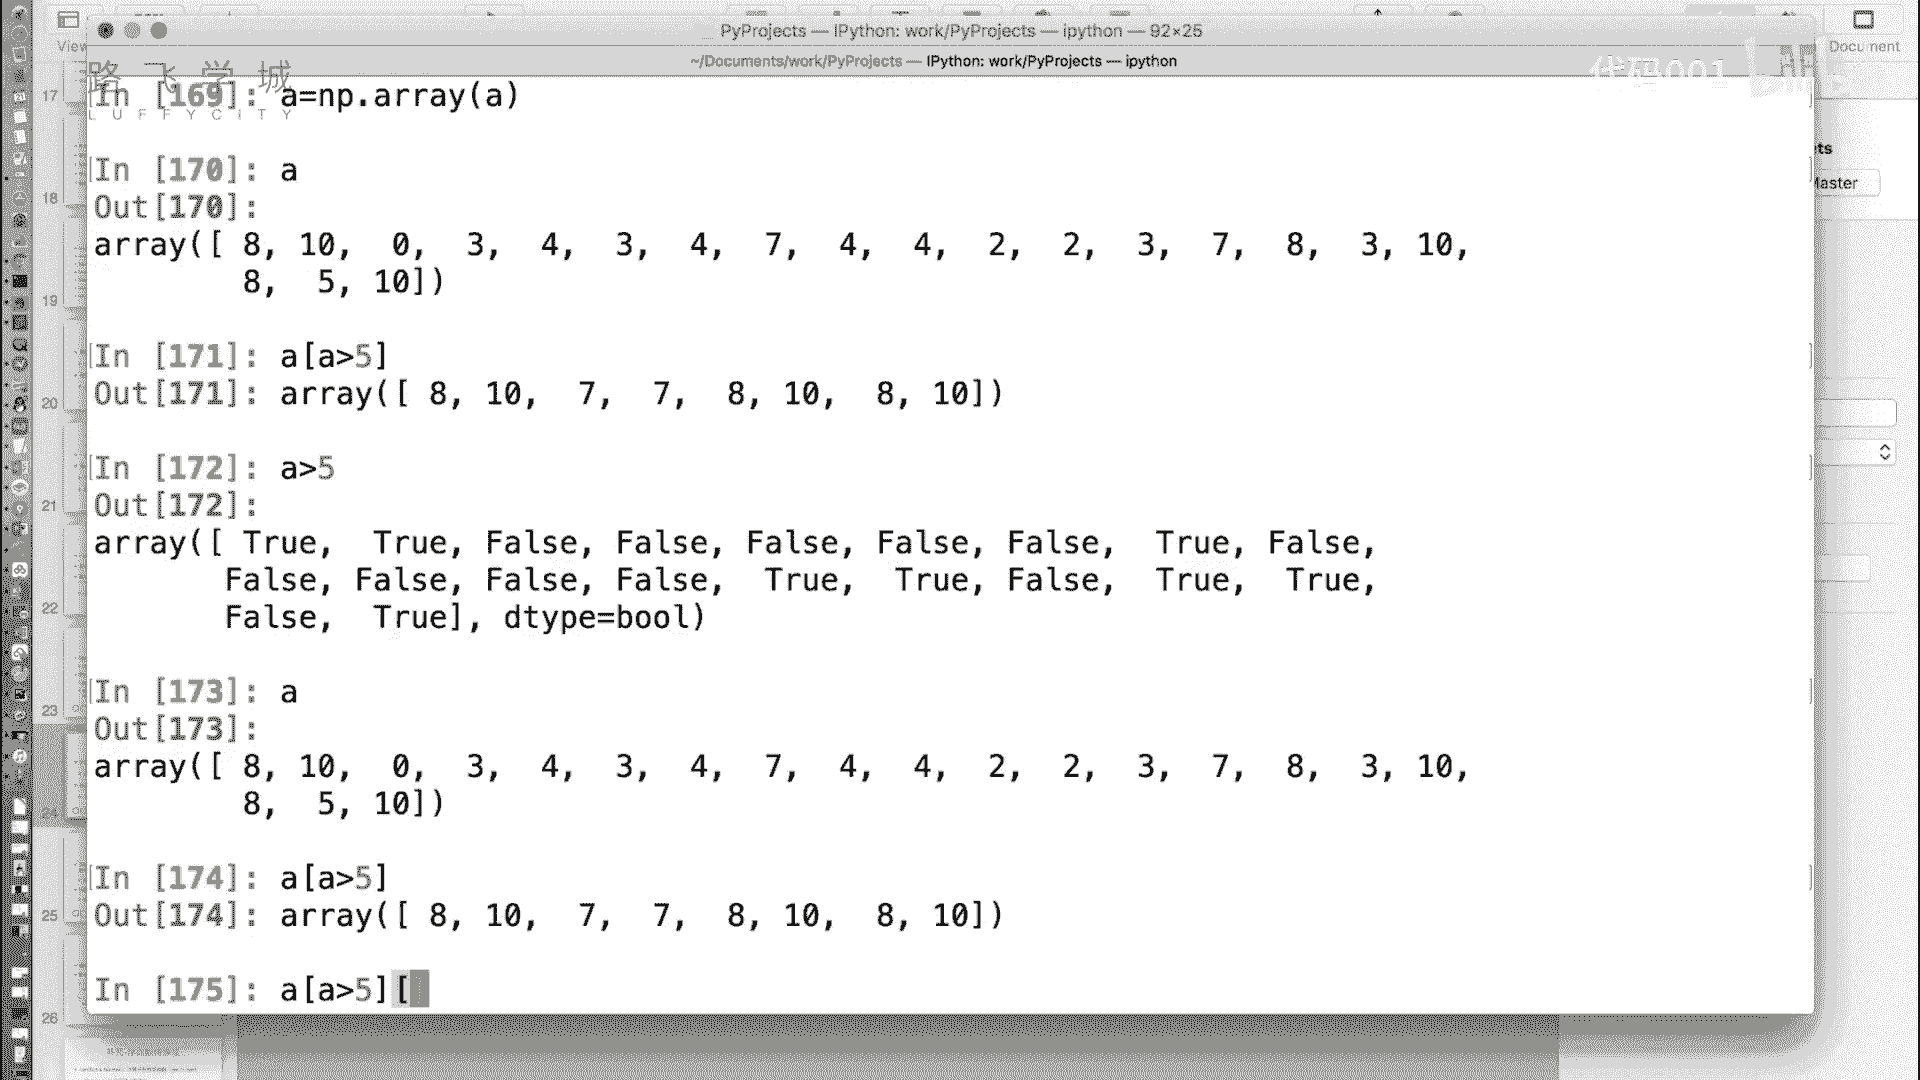 View
PyProjects — IPython: work/PyProjects — ipython — 92×25
Document
~/Documents/work/PyProjects — IPython: work/PyProjects — ipython
路飞学城
LUFFYCITY
代码001
In [169]: a=np.array(a)
In [170]: a
Out[170]:
array([ 8, 10,  0,  3,  4,  3,  4,  7,  4,  4,  2,  2,  3,  7,  8,  3, 10,
        8,  5, 10])
In [171]: a[a>5]
Out[171]: array([ 8, 10,  7,  7,  8, 10,  8, 10])
In [172]: a>5
Out[172]:
array([ True,  True, False, False, False, False, False,  True, False,
       False, False, False, False,  True,  True, False,  True,  True,
       False,  True], dtype=bool)
In [173]: a
Out[173]:
array([ 8, 10,  0,  3,  4,  3,  4,  7,  4,  4,  2,  2,  3,  7,  8,  3, 10,
        8,  5, 10])
In [174]: a[a>5]
Out[174]: array([ 8, 10,  7,  7,  8, 10,  8, 10])
In [175]: a[a>5][
17
18
19
20
21
22
23
24
25
26